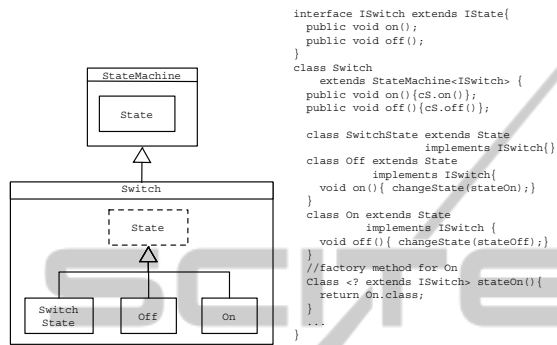 StateMachine
State
Switch
State
Switch
State
Off
On
interface ISwitch extends IState{
public void on();
public void off();
}
class Switch
extends StateMachine<ISwitch> {
public void on(){cS.on()};
public void off(){cS.off()};
class SwitchState extends State
implements ISwitch{}
class Off extends State
implements ISwitch{
void on(){ changeState(stateOn);}
}
class On extends State
implements ISwitch {
void off(){ changeState(stateOff);}
}
//factory method for On
Class <? extends ISwitch> stateOn(){
return On.class;
}
...
}
SCITE